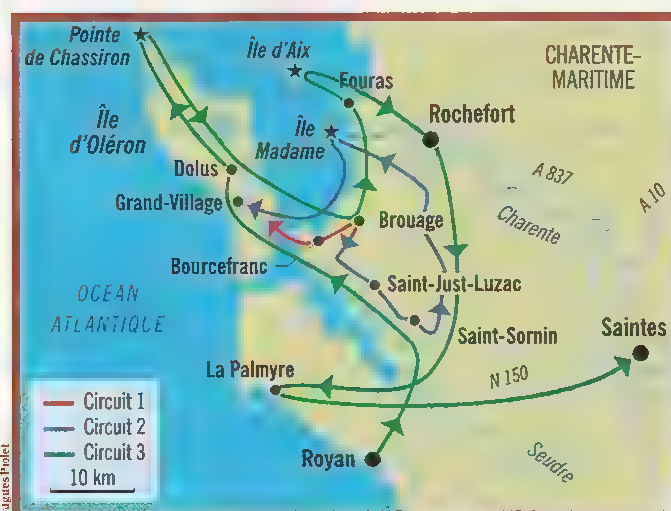 Pointe
de Chassiron
Île d'Aix
Fouras
CHARENTE-
MARITIME
Île
d'Oléron
Île
Madame
Rochefort
A 837
A 10
Dolus
Grand-Village
Brouage
Charente
Bourcefranc
Saint-Just-Luzac
OCEAN
ATLANTIQUE
Saint-Sornin
Saintes
La Palmyre
N 150
Circuit 1
Circuit 2
Circuit 3
10 km
Royan
Seudre